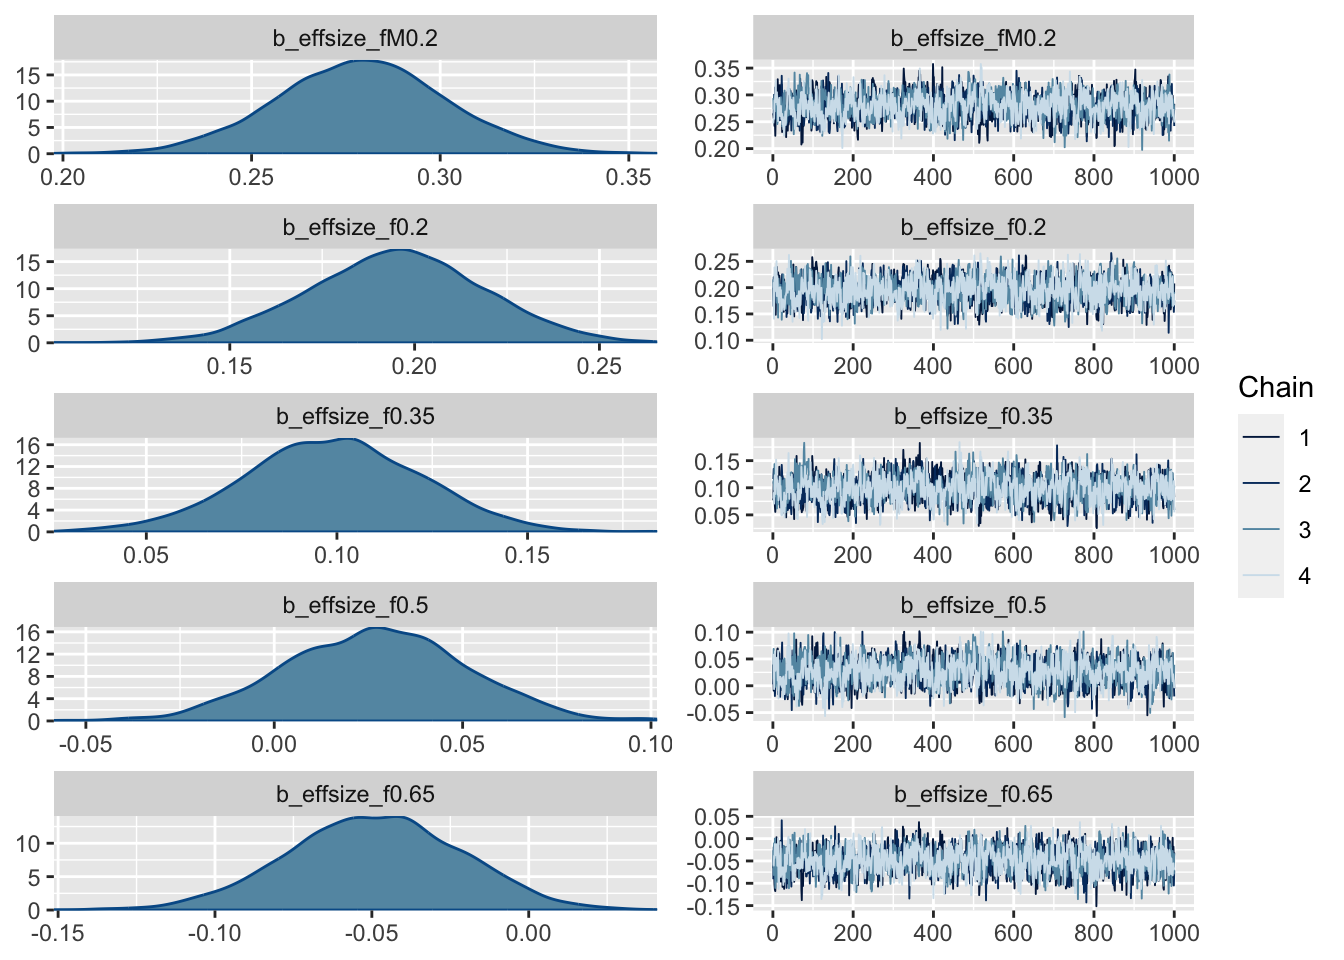 b_effsize_fM0.2
15
10
5
0
0.20 0.25 0.30 0.35
b_effsize_fM0.2
0.35
0.30
0.25
0.20
0 200 400 600 800 1000
b_effsize_f0.2
15
10
5
0
0.15 0.20 0.25
b_effsize_f0.2
0.25
0.20
0.15
0.10
0 200 400 600 800 1000
b_effsize_f0.35
16
12
8
4
0
0.05 0.10 0.15
b_effsize_f0.35
0.15
0.10
0.05
0 200 400 600 800 1000
b_effsize_f0.5
16
12
8
4
0
-0.05 0.00 0.05 0.10
b_effsize_f0.5
0.10
0.05
0.00
-0.05
0 200 400 600 800 1000
b_effsize_f0.65
10
5
0
-0.15 -0.10 -0.05 0.00
b_effsize_f0.65
0.05
0.00
-0.05
-0.10
-0.15
0 200 400 600 800 1000
Chain
1
2
3
4